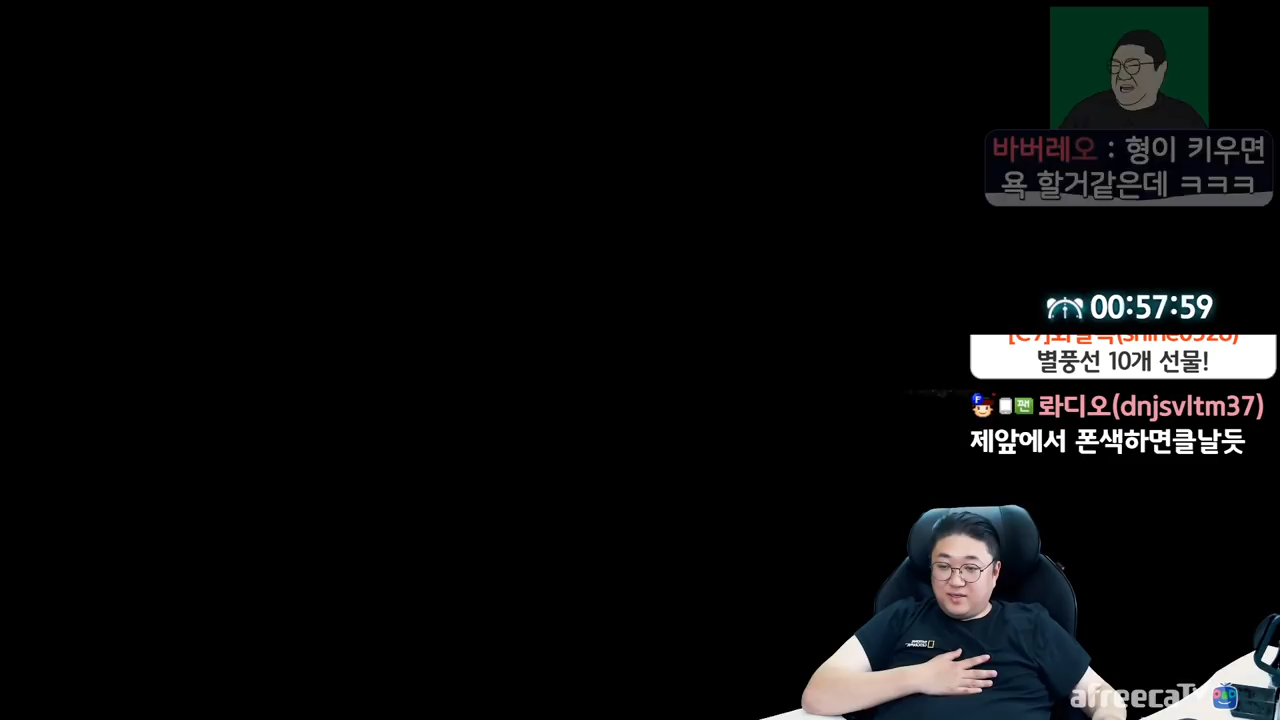 바버레오 : 형이 키우면
욕 할거같은데 ㅋㅋㅋ
00:57:59
별풍선 10개 선물!
F 팬 롸디오(dnjsvltm37)
제앞에서 폰색하면클날듯
afreecaTV